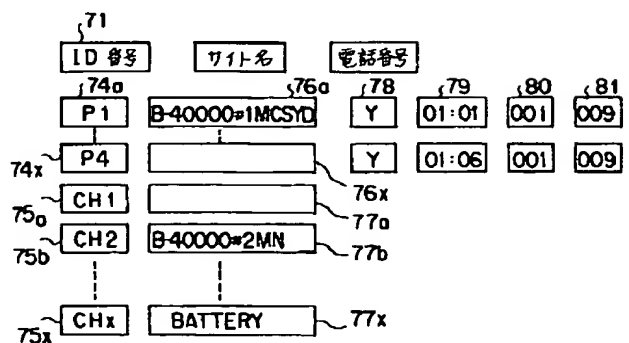 71
ID 番号 サイト名 電話番号
74a 76a 78 79 80 81
P1 B-40000*1MCSYD Y 01:01 001 009
P4 Y 01:06 001 009
74x 76x
CH1
75a 77a
CH2 B-40000*2MN
75b 77b
CHx BATTERY 77x
75x